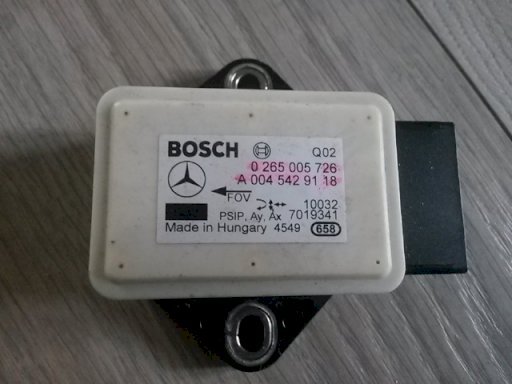 BOSCH Q02
0 265 005 726
A 004 542 91 18
FOV 10032
PSIP, Ay, Ax 7019341
Made in Hungary 4549 658